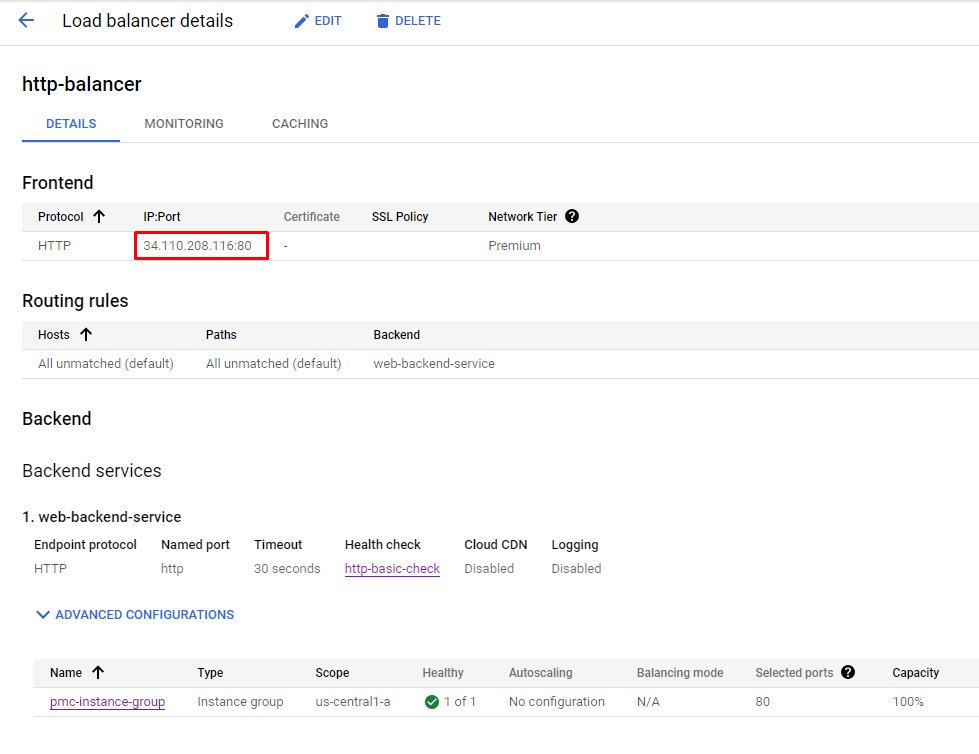 Load balancer details EDIT DELETE
http-balancer
DETAILS MONITORING CACHING
Frontend
Protocol IP:Port Certificate SSL Policy Network Tier ?
HTTP 34.110.208.116:80 - Premium
Routing rules
Hosts Paths Backend
All unmatched (default) All unmatched (default) web-backend-service
Backend
Backend services
1. web-backend-service
Endpoint protocol Named port Timeout Health check Cloud CDN Logging
HTTP http 30 seconds http-basic-check Disabled Disabled
ADVANCED CONFIGURATIONS
Name Type Scope Healthy Autoscaling Balancing mode Selected ports ? Capacity
pmc-instance-group Instance group us-central1-a 1 of 1 No configuration N/A 80 100%